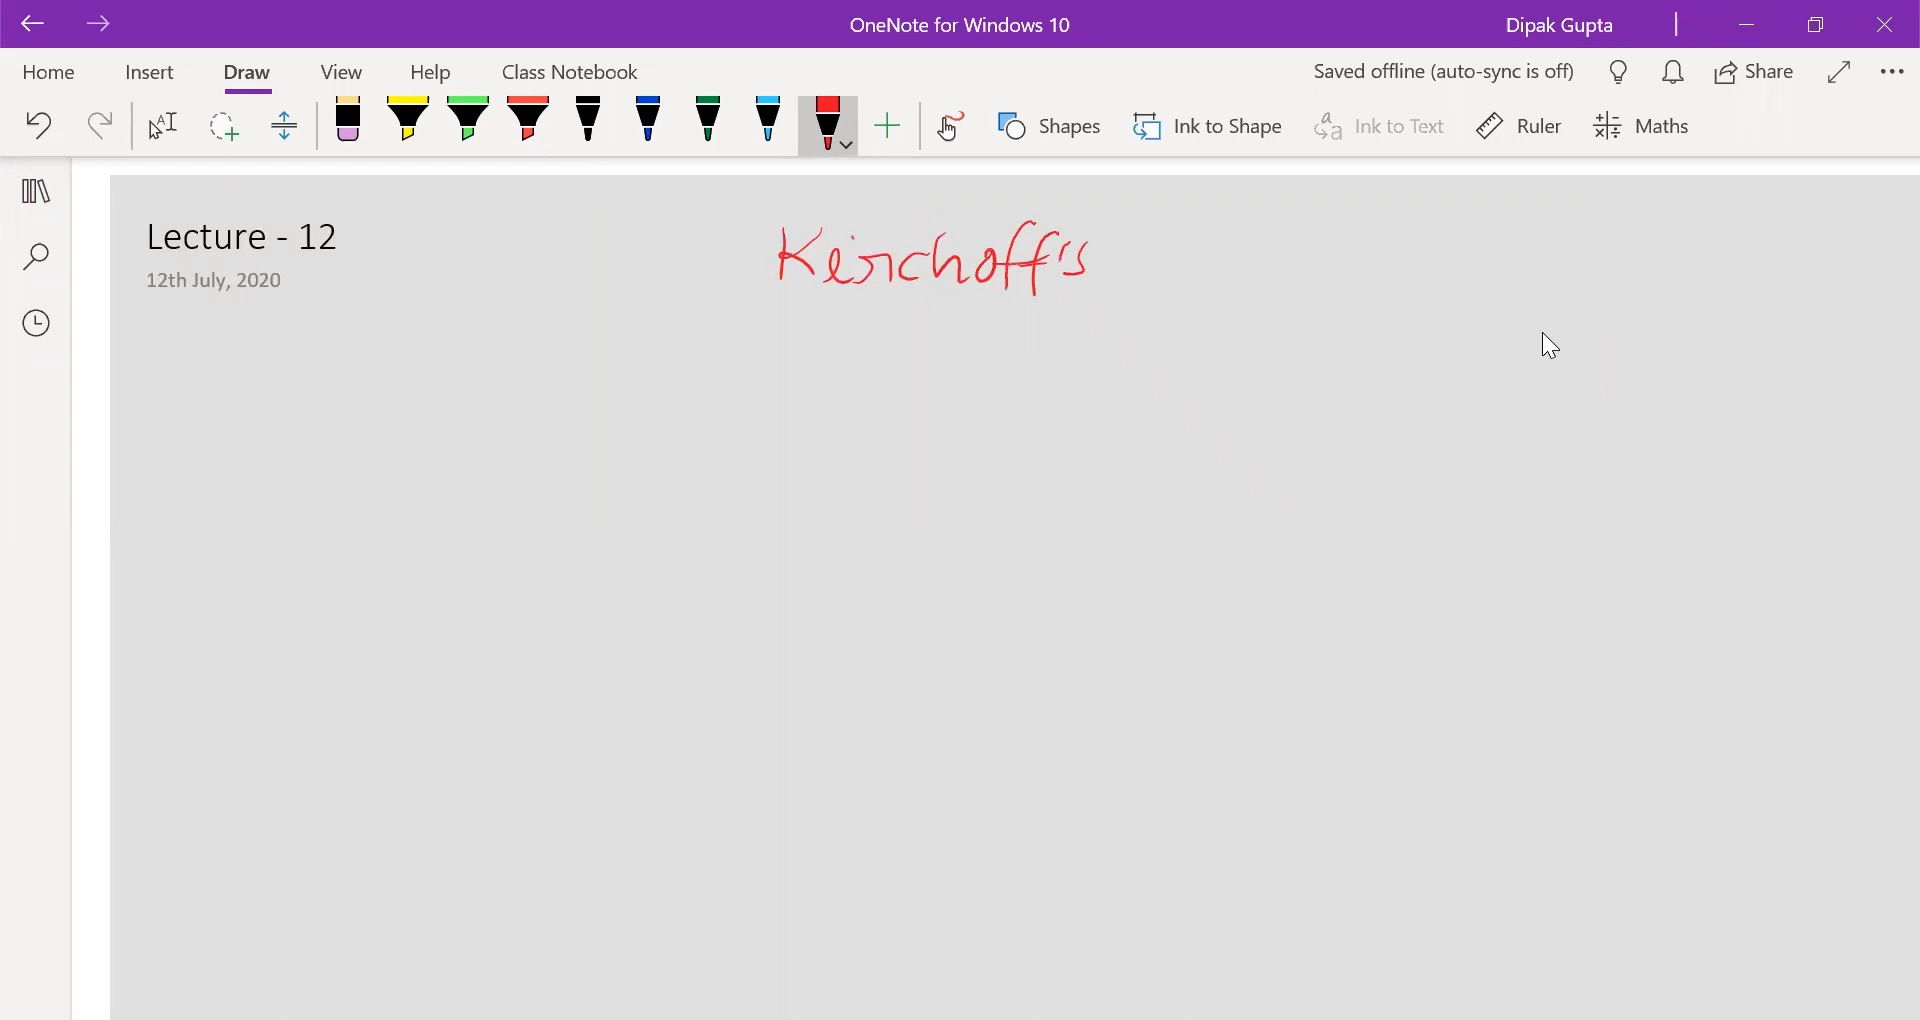 OneNote for Windows 10 Dipak Gupta
Home Insert Draw View Help Class Notebook Saved offline (auto-sync is off) Share
Shapes Ink to Shape Ink to Text Ruler Maths
Lecture - 12
12th July, 2020
Keirchoff's